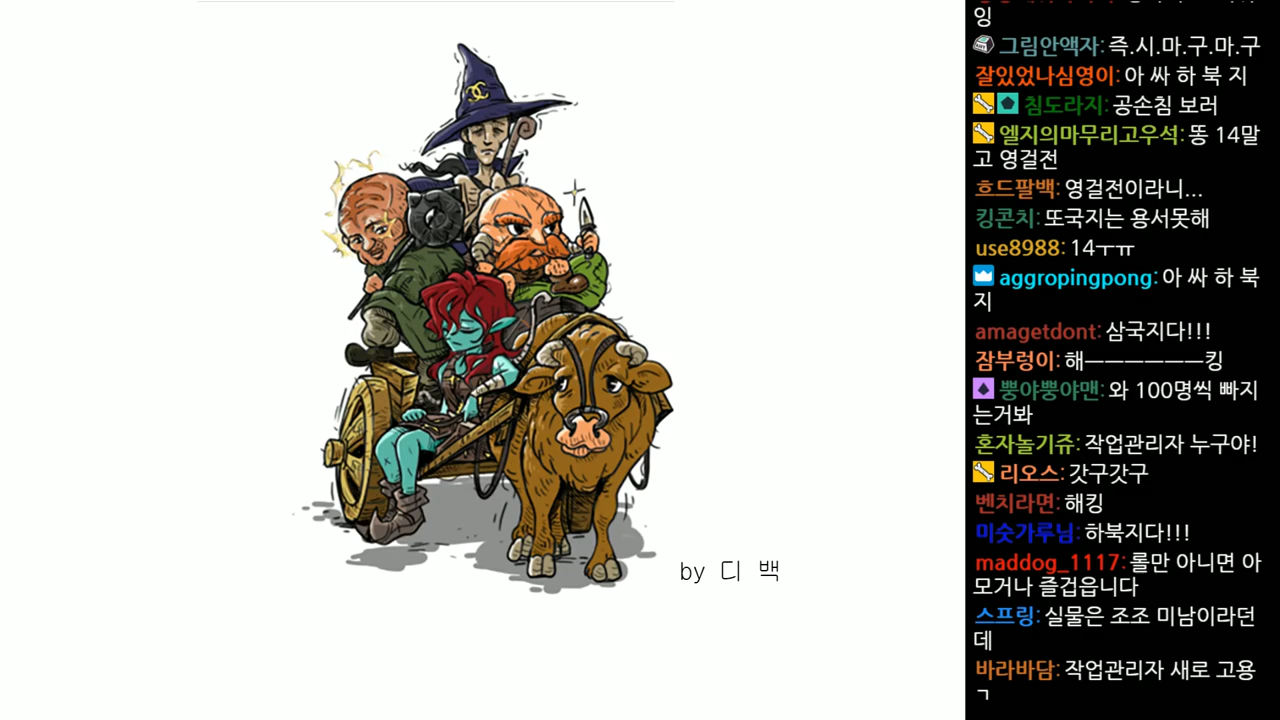 by 디 백
잉
그림안액자: 즉.시.마.구.마.구
잘있었나심영이: 아 싸 하 북 지
침도라지: 공손침 보러
엘지의마무리고우석: 똥 14말
고 영걸전
흐드팔백: 영걸전이라니...
킹콘치: 또국지는 용서못해
use8988: 14ㅜㅠ
aggropingpong: 아 싸 하 북
지
amagetdont: 삼국지다!!!
잠부렁이: 해ㅡㅡㅡㅡㅡㅡ킹
뿡야뿡야맨: 와 100명씩 빠지
는거봐
혼자놀기쥬: 작업관리자 누구야!
리오스: 갓구갓구
벤치라면: 해킹
미숫가루님: 하북지다!!!
maddog_1117: 롤만 아니면 아
모거나 즐겁읍니다
스프링: 실물은 조조 미남이라던
데
바라바담: 작업관리자 새로 고용
ㄱ